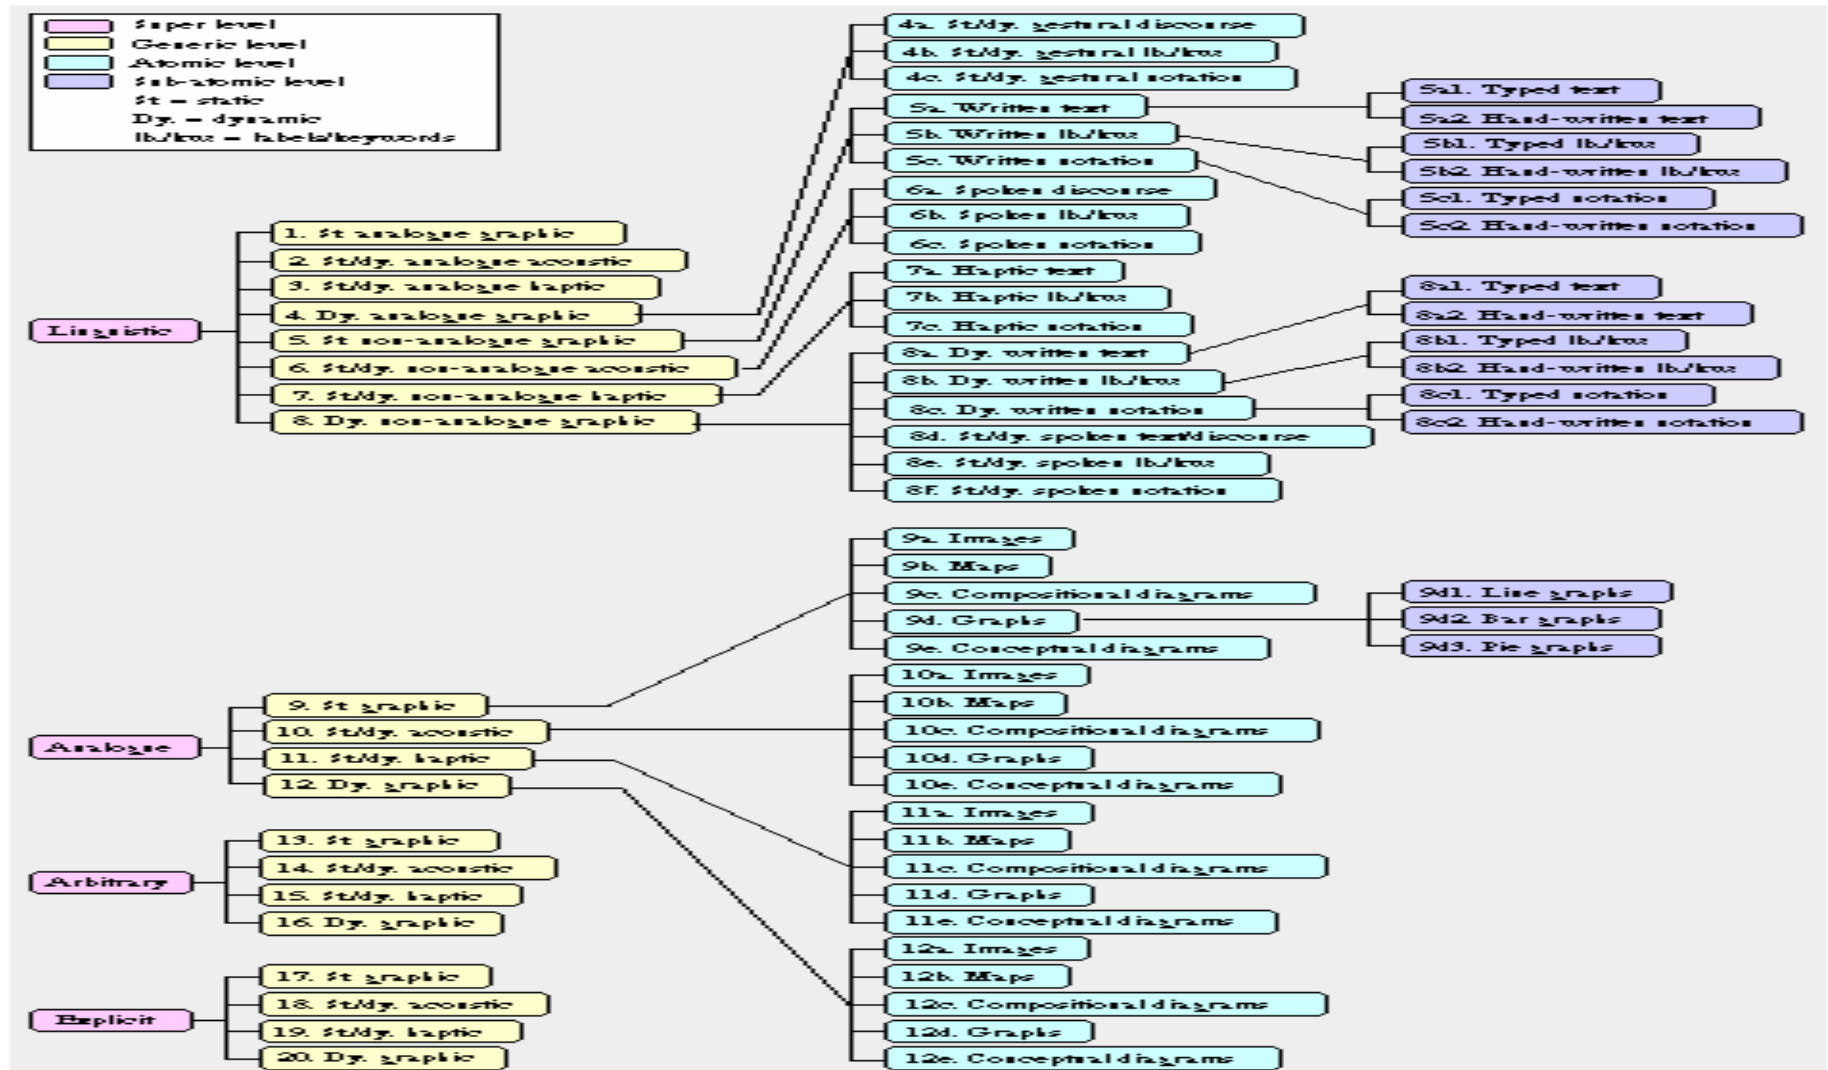 Super level
Generic level
Atomic level
Sub-atomic level
St = static
Dy. = dynamic
lb./kw = labels/keywords
Linguistic
1. St analogue graphic
2. St/dy. analogue acoustic
3. St/dy. analogue haptic
4. Dy. analogue graphic
5. St non-analogue graphic
6. St/dy. non-analogue acoustic
7. St/dy. non-analogue haptic
8. Dy. non-analogue graphic
4a. St/dy. gestural discourse
4b. St/dy. gestural lb./kw
4c. St/dy. gestural notation
5a. Written text
5b. Written lb./kw
5c. Written notation
6a. Spoken discourse
6b. Spoken lb./kw
6c. Spoken notation
7a. Haptic text
7b. Haptic lb./kw
7c. Haptic notation
8a. Dy. written text
8b. Dy. written lb./kw
8c. Dy. written notation
8d. St/dy. spoken text/discourse
8e. St/dy. spoken lb./kw
8f. St/dy. spoken notation
5a1. Typed text
5a2. Hand-written text
5b1. Typed lb./kw
5b2. Hand-written lb./kw
5c1. Typed notation
5c2. Hand-written notation
8a1. Typed text
8a2. Hand-written text
8b1. Typed lb./kw
8b2. Hand-written lb./kw
8c1. Typed notation
8c2. Hand-written notation
Analogue
9. St graphic
10. St/dy. acoustic
11. St/dy. haptic
12. Dy. graphic
9a. Images
9b. Maps
9c. Compositional diagrams
9d. Graphs
9e. Conceptual diagrams
9d1. Line graphs
9d2. Bar graphs
9d3. Pie graphs
10a. Images
10b. Maps
10c. Compositional diagrams
10d. Graphs
10e. Conceptual diagrams
11a. Images
11b. Maps
11c. Compositional diagrams
11d. Graphs
11e. Conceptual diagrams
12a. Images
12b. Maps
12c. Compositional diagrams
12d. Graphs
12e. Conceptual diagrams
Arbitrary
13. St graphic
14. St/dy. acoustic
15. St/dy. haptic
16. Dy. graphic
Explicit
17. St graphic
18. St/dy. acoustic
19. St/dy. haptic
20. Dy. graphic